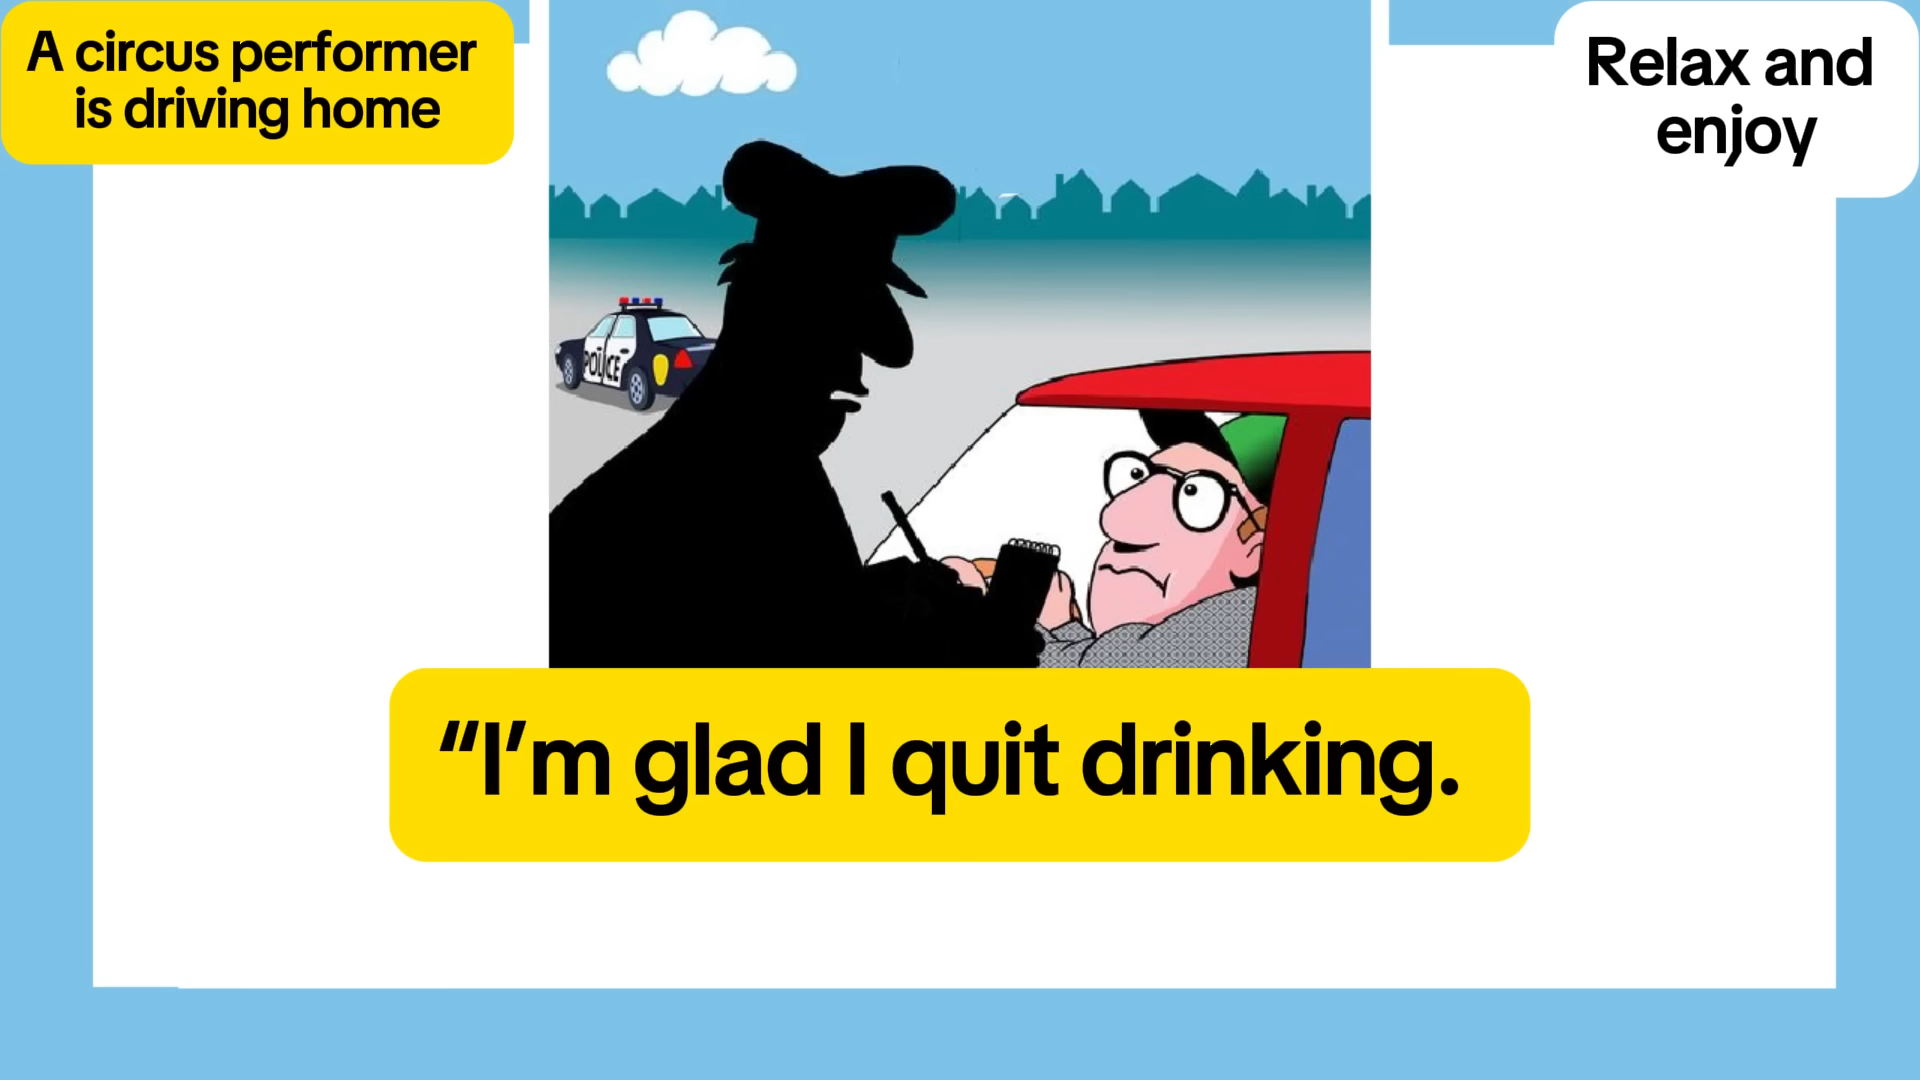 A circus performer
is driving home
Relax and
enjoy
POLICE
“I’m glad I quit drinking.